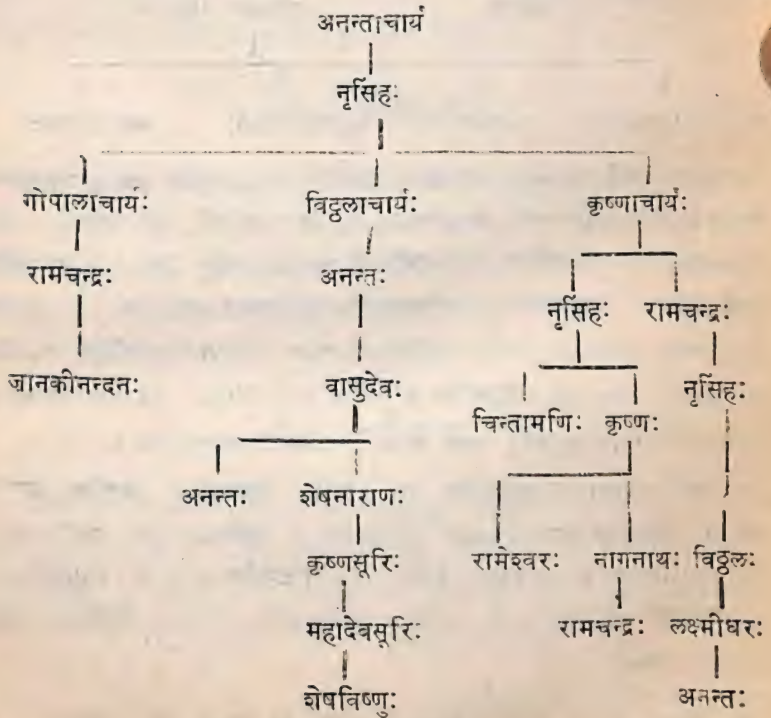 अनन्ताचार्य
नृसिंहः
गोपालाचार्यः विट्ठलाचार्यः कृष्णाचार्यः
रामचन्द्रः अनन्तः
नृसिंहः रामचन्द्रः
जानकीनन्दनः वासुदेवः नृसिंहः
चिन्तामणिः कृष्णः
अनन्तः शेषनाराणः
कृष्णसूरिः रामेश्वरः नागनाथः विठ्ठलः
महादेवसूरिः रामचन्द्रः लक्ष्मीधरः
शेषविष्णुः अनन्तः